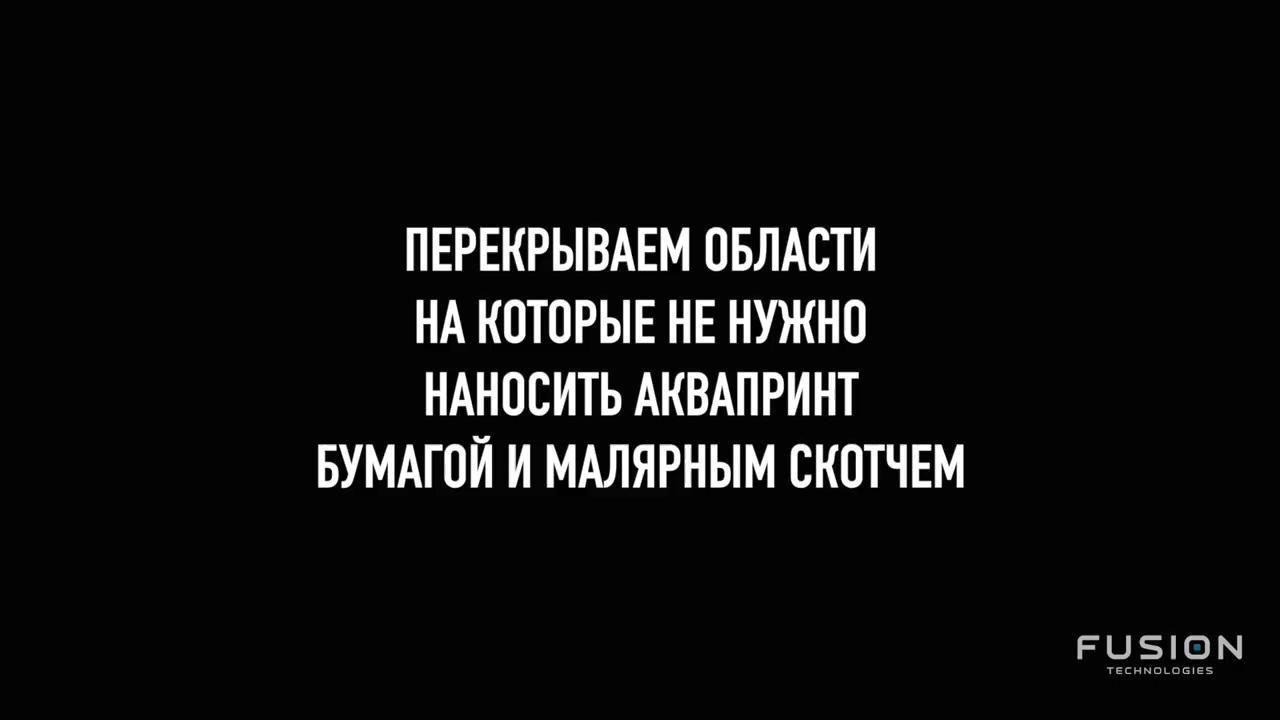 ПЕРЕКРЫВАЕМ ОБЛАСТИ
НА КОТОРЫЕ НЕ НУЖНО
НАНОСИТЬ АКВАПРИНТ
БУМАГОЙ И МАЛЯРНЫМ СКОТЧЕМ
FUSION
TECHNOLOGIES